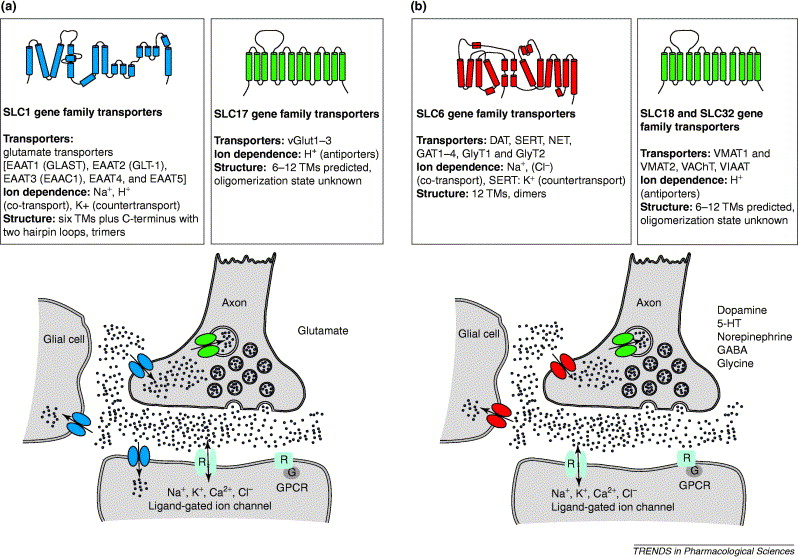 (a)
SLC1 gene family transporters
Transporters:
glutamate transporters
[EAAT1 (GLAST), EAAT2 (GLT-1),
EAAT3 (EAAC1), EAAT4, and EAAT5]
Ion dependence: Na⁺, H⁺
(co-transport), K+ (countertransport)
Structure: six TMs plus C-terminus with
two hairpin loops, trimers
SLC17 gene family transporters
Transporters: vGlut1–3
Ion dependence: H⁺ (antiporters)
Structure: 6–12 TMs predicted,
oligomerization state unknown
Axon
Glial cell
Glutamate
R
R
G
GPCR
Na⁺, K⁺, Ca²⁺, Cl⁻
Ligand-gated ion channel
(b)
SLC6 gene family transporters
Transporters: DAT, SERT, NET,
GAT1–4, GlyT1 and GlyT2
Ion dependence: Na⁺, (Cl⁻)
(co-transport), SERT: K⁺ (countertransport)
Structure: 12 TMs, dimers
SLC18 and SLC32 gene
family transporters
Transporters: VMAT1 and
VMAT2, VAChT, VIAAT
Ion dependence: H⁺
(antiporters)
Structure: 6–12 TMs predicted,
oligomerization state unknown
Axon
Glial cell
Dopamine
5-HT
Norepinephrine
GABA
Glycine
R
R
G
GPCR
Na⁺, K⁺, Ca²⁺, Cl⁻
Ligand-gated ion channel
TRENDS in Pharmacological Sciences